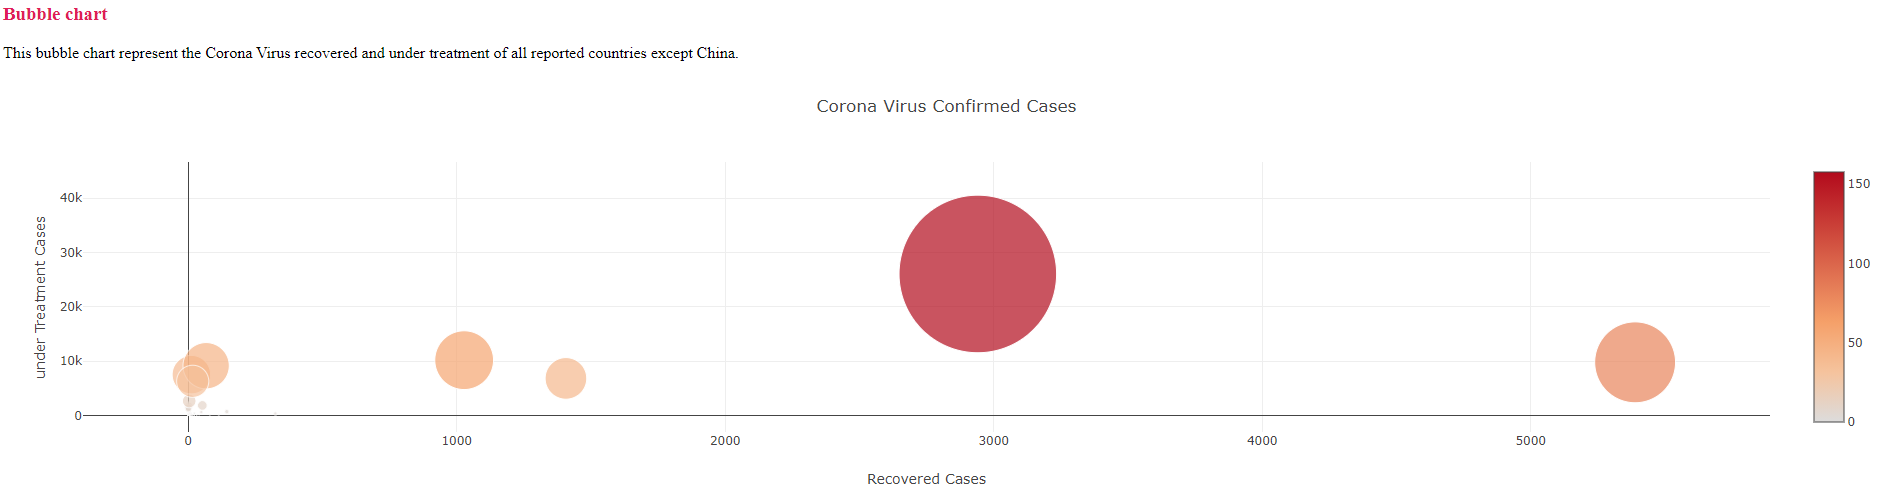 Bubble chart
This bubble chart represent the Corona Virus recovered and under treatment of all reported countries except China.
Corona Virus Confirmed Cases
under Treatment Cases
40k
30k
20k
10k
0
0 1000 2000 3000 4000 5000
Recovered Cases
150
100
50
0